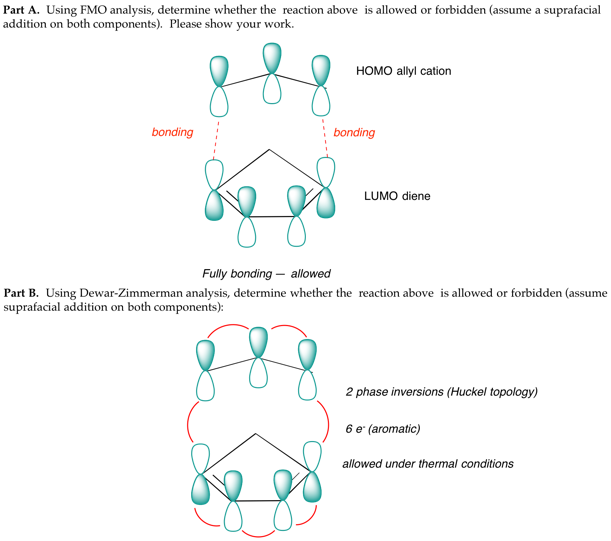 Part A. Using FMO analysis, determine whether the reaction above is allowed or forbidden (assume a suprafacial
addition on both components). Please show your work.
HOMO allyl cation
bonding
bonding
LUMO diene
Fully bonding — allowed
Part B. Using Dewar-Zimmerman analysis, determine whether the reaction above is allowed or forbidden (assume
suprafacial addition on both components):
2 phase inversions (Huckel topology)
6 e- (aromatic)
allowed under thermal conditions